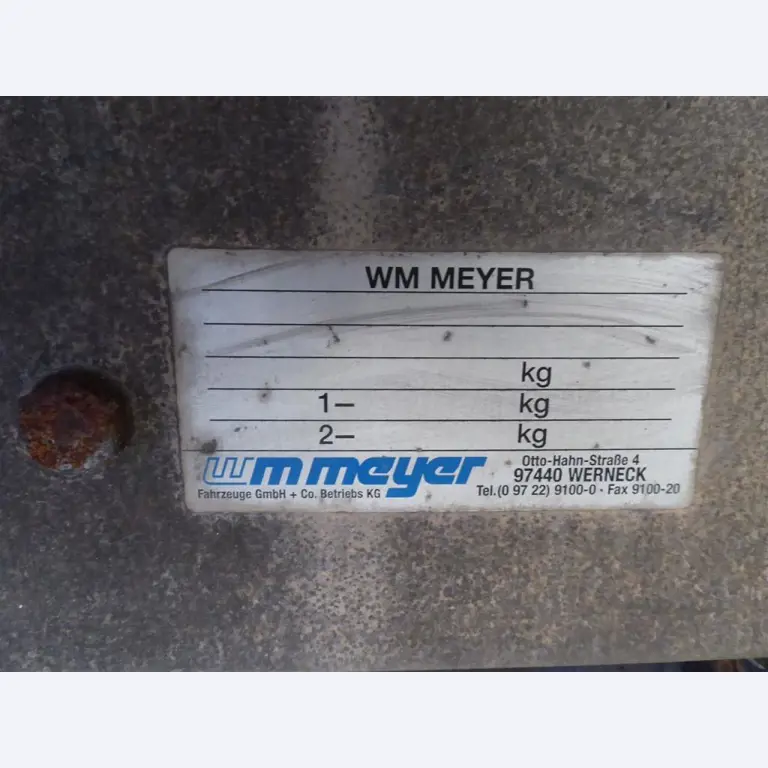 WM MEYER
kg
1– kg
2– kg
wm meyer
Fahrzeuge GmbH + Co. Betriebs KG
Otto-Hahn-Straße 4
97440 WERNECK
Tel.(0 97 22) 9100-0 · Fax 9100-20